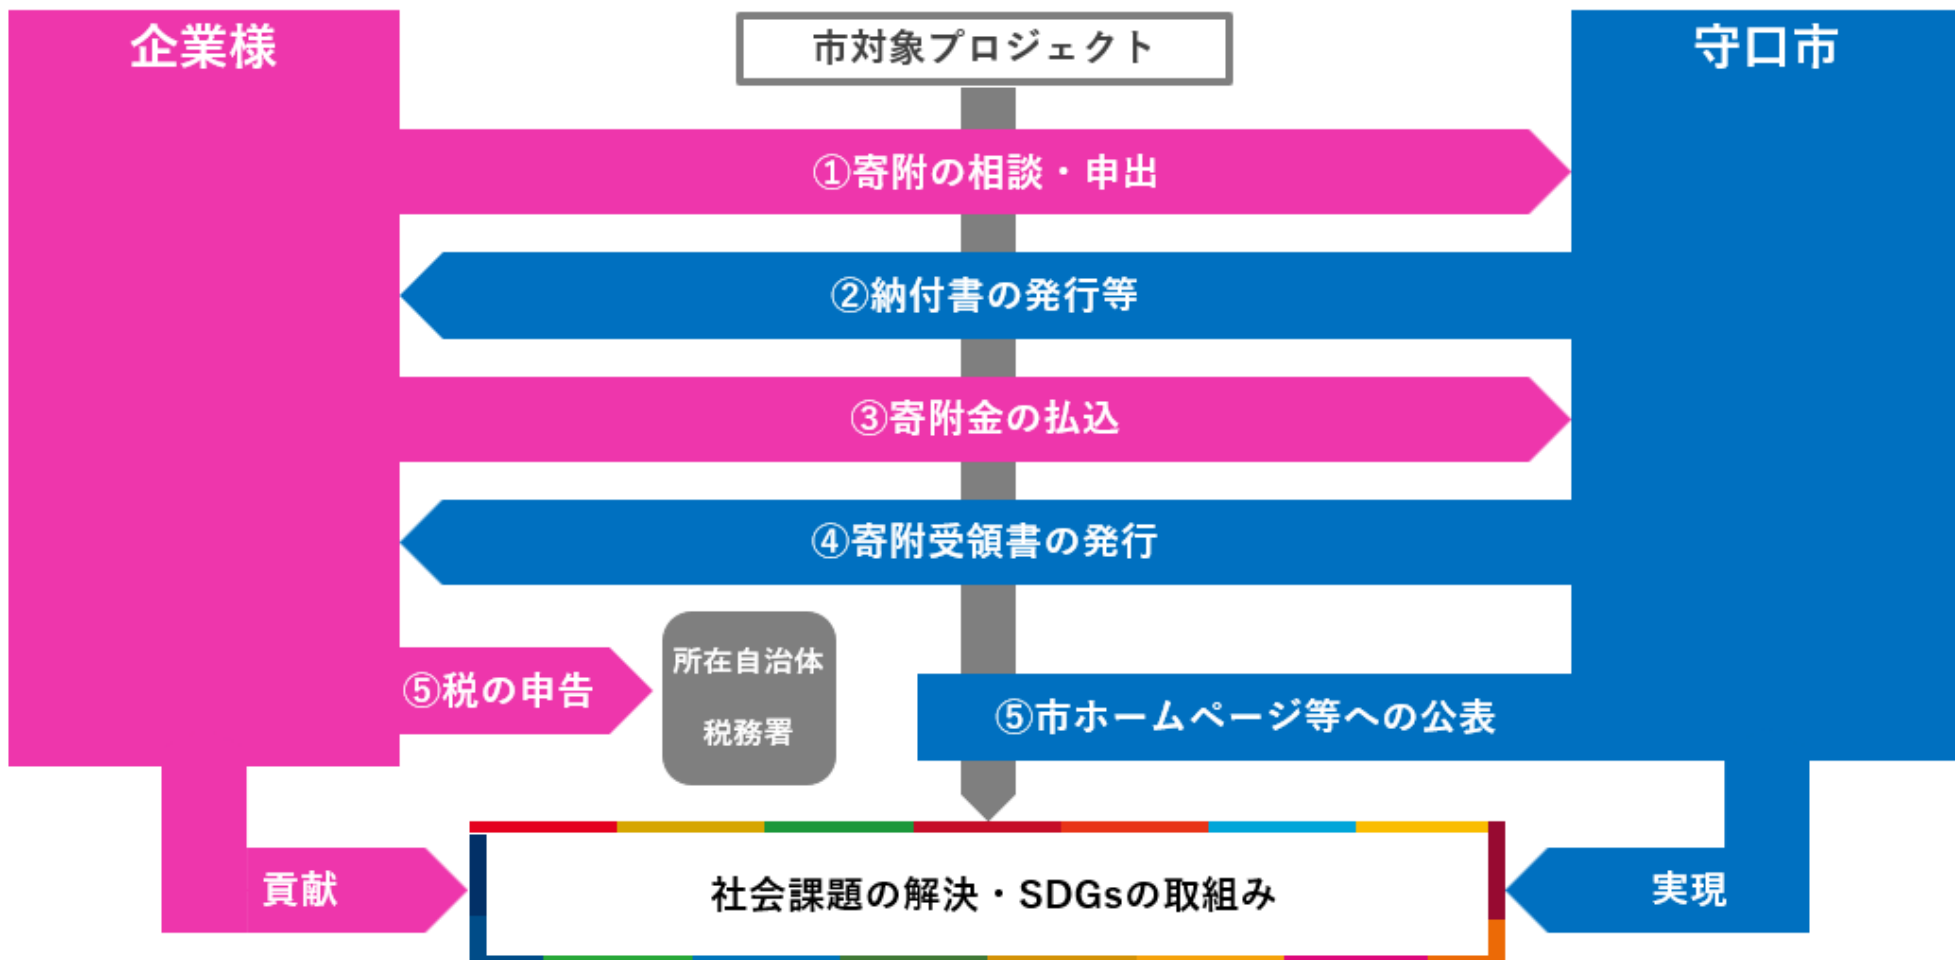 企業様
市対象プロジェクト
守口市
①寄附の相談・申出
②納付書の発行等
③寄附金の払込
④寄附受領書の発行
⑤税の申告
所在自治体
税務署
⑤市ホームページ等への公表
貢献
社会課題の解決・SDGsの取組み
実現